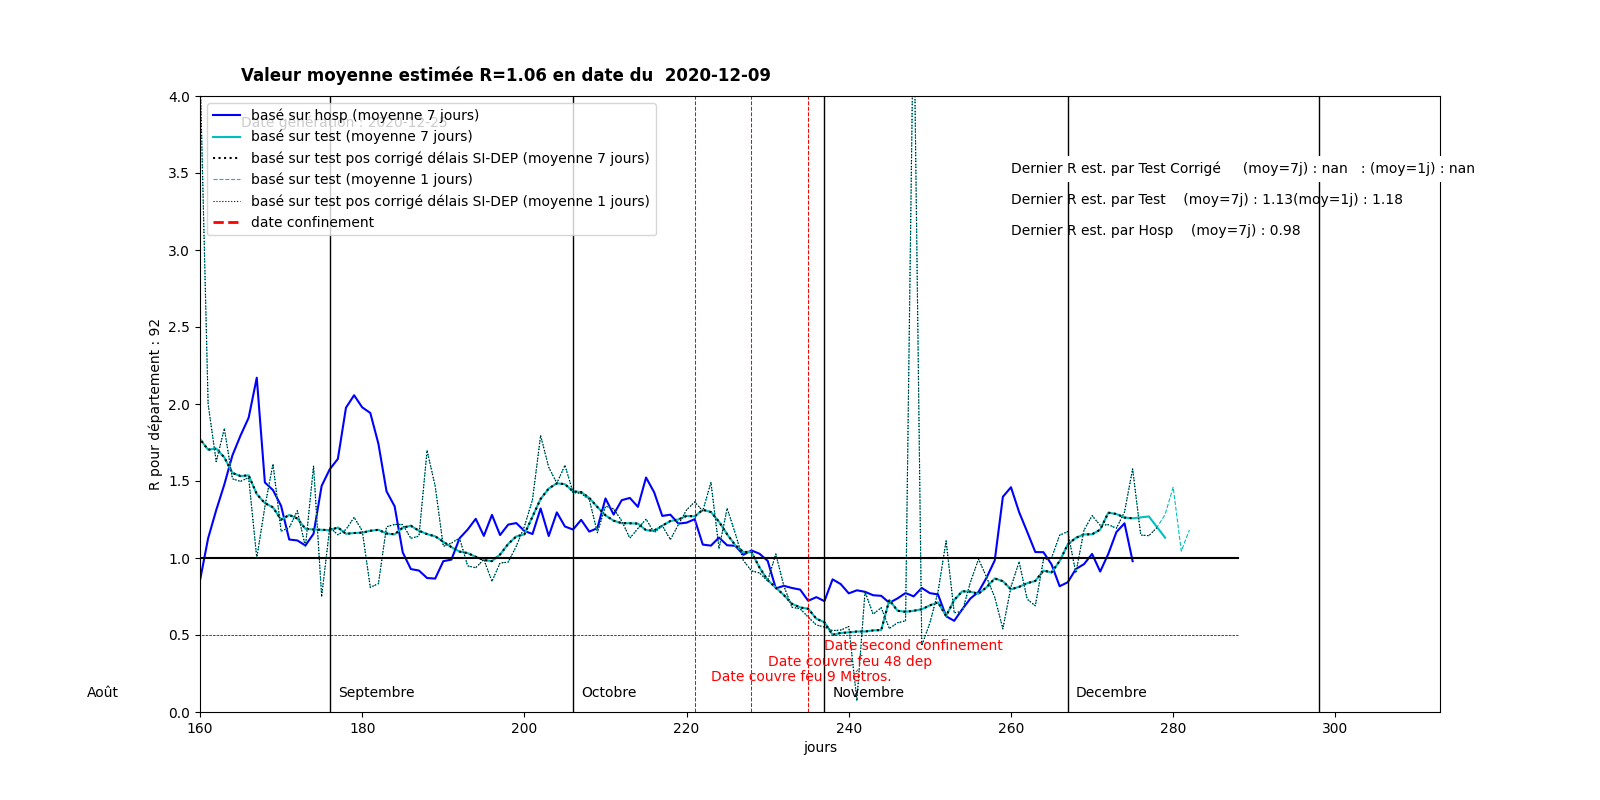 Valeur moyenne estimée R=1.06 en date du  2020-12-09
4.0
3.5
3.0
2.5
2.0
1.5
1.0
0.5
0.0
R pour département : 92
basé sur hosp (moyenne 7 jours)
basé sur test (moyenne 7 jours)
basé sur test pos corrigé délais SI-DEP (moyenne 7 jours)
basé sur test (moyenne 1 jours)
basé sur test pos corrigé délais SI-DEP (moyenne 1 jours)
date confinement
Dernier R est. par Test Corrigé     (moy=7j) : nan   : (moy=1j) : nan
Dernier R est. par Test    (moy=7j) : 1.13(moy=1j) : 1.18
Dernier R est. par Hosp    (moy=7j) : 0.98
Date second confinement
Date couvre feu 48 dep
Date couvre feu 9 Métros.
Août Septembre Octobre Novembre Decembre
160 180 200 220 240 260 280 300
jours